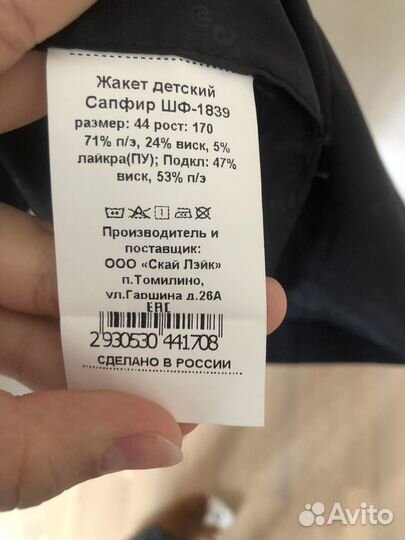 Жакет детский
Сапфир ШФ-1839
размер: 44 рост: 170
71% п/э, 24% виск, 5%
лайкра(ПУ); Подкл: 47%
виск, 53% п/э
Производитель и
поставщик:
ООО «Скай Лэйк»
п.Томилино,
ул.Гаршина д.26А
ЕАС
2930530 441708
СДЕЛАНО В РОССИИ
Avito